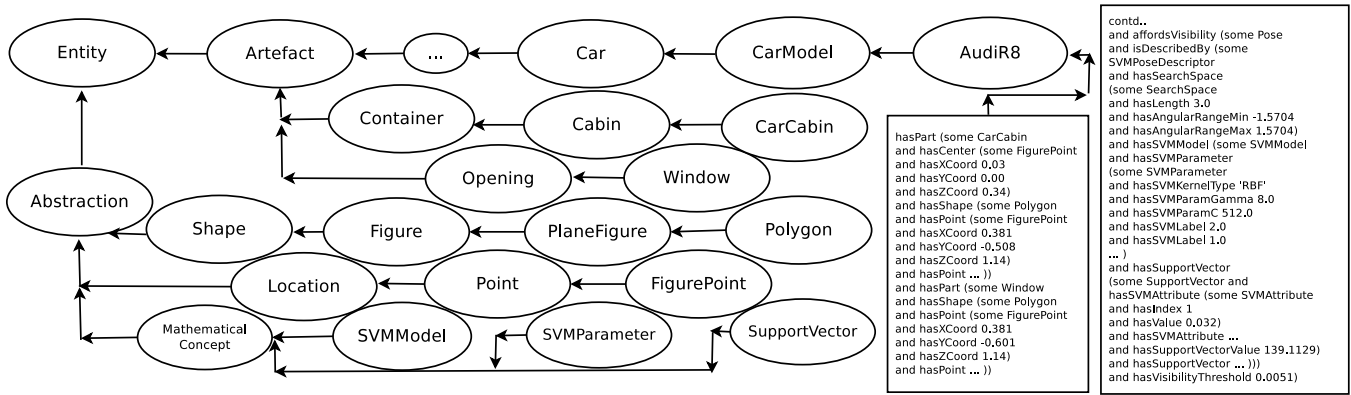 Entity
Artefact
...
Car
CarModel
AudiR8
Container
Cabin
CarCabin
Opening
Window
Abstraction
Shape
Figure
PlaneFigure
Polygon
Location
Point
FigurePoint
Mathematical
Concept
SVMModel
SVMParameter
SupportVector
hasPart (some CarCabin
and hasCenter (some FigurePoint
and hasXCoord 0.03
and hasYCoord 0.00
and hasZCoord 0.34)
and hasShape (some Polygon
and hasPoint (some FigurePoint
and hasXCoord 0.381
and hasYCoord -0.508
and hasZCoord 1.14)
and hasPoint ... ))
and hasPart (some Window
and hasShape (some Polygon
and hasPoint (some FigurePoint
and hasXCoord 0.381
and hasYCoord -0.601
and hasZCoord 1.14)
and hasPoint ... ))
contd..
and affordsVisibility (some Pose
and isDescribedBy (some
SVMPoseDescriptor
and hasSearchSpace
(some SearchSpace
and hasLength 3.0
and hasAngularRangeMin -1.5704
and hasAngularRangeMax 1.5704)
and hasSVMModel (some SVMModel
and hasSVMParameter
(some SVMParameter
and hasSVMKernelType 'RBF'
and hasSVMParamGamma 8.0
and hasSVMParamC 512.0
and hasSVMLabel 2.0
and hasSVMLabel 1.0
... )
and hasSupportVector
(some SupportVector and
hasSVMAttribute (some SVMAttribute
and hasIndex 1
and hasValue 0.032)
and hasSVMAttribute ...
and hasSupportVectorValue 139.1129)
and hasSupportVector ... )))
and hasVisibilityThreshold 0.0051)